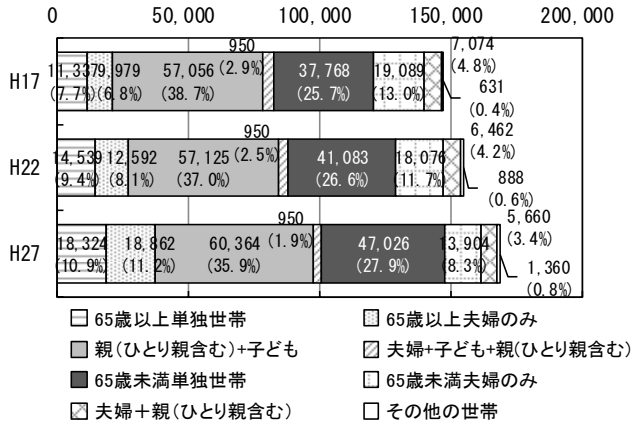 0 50,000 100,000 150,000 200,000
950 7,074
H17 11,337 9,979 57,056 (2.9%) 37,768 19,089 (4.8%)
(7.7%) (6.8%) (38.7%) (25.7%) (13.0%) 631
(0.4%)
950 6,462
H22 14,539 12,592 57,125 (2.5%) 41,083 18,076 (4.2%)
(9.4%) (8.1%) (37.0%) (26.6%) (11.7%) 888
(0.6%)
950 5,660
H27 18,324 18,862 60,364 (1.9%) 47,026 13,904 (3.4%)
(10.9%) (11.2%) (35.9%) (27.9%) (8.3%) 1,360
(0.8%)
65歳以上単独世帯 65歳以上夫婦のみ
親(ひとり親含む)+子ども 夫婦+子ども+親(ひとり親含む)
65歳未満単独世帯 65歳未満夫婦のみ
夫婦+親(ひとり親含む) その他の世帯